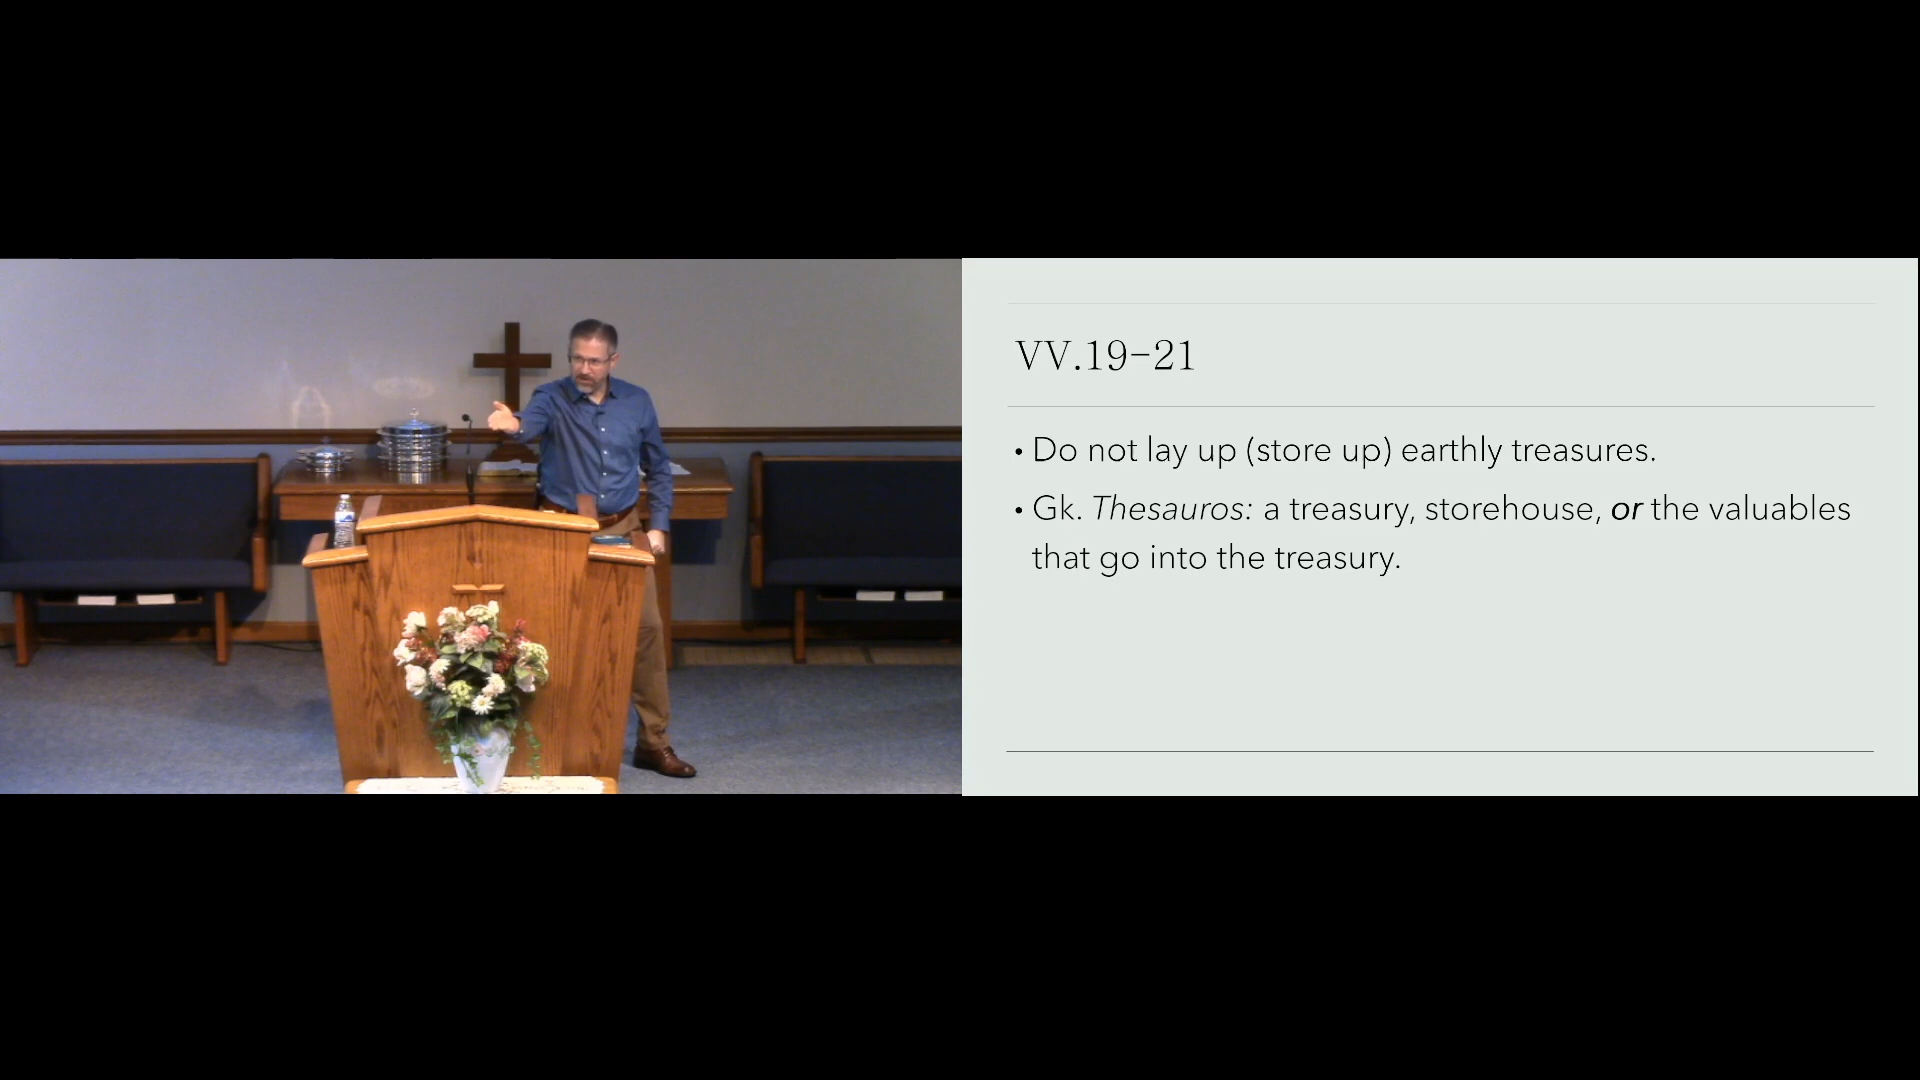 VV.19-21
• Do not lay up (store up) earthly treasures.
• Gk. Thesauros: a treasury, storehouse, or the valuables
that go into the treasury.